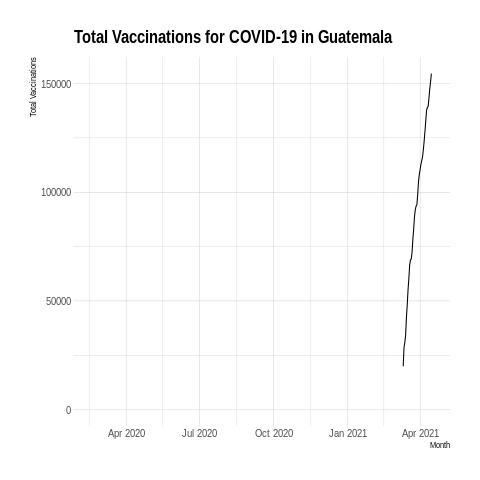 Total Vaccinations for COVID-19 in Guatemala
Total Vaccinations
150000
100000
50000
0
Apr 2020 Jul 2020 Oct 2020 Jan 2021 Apr 2021
Month